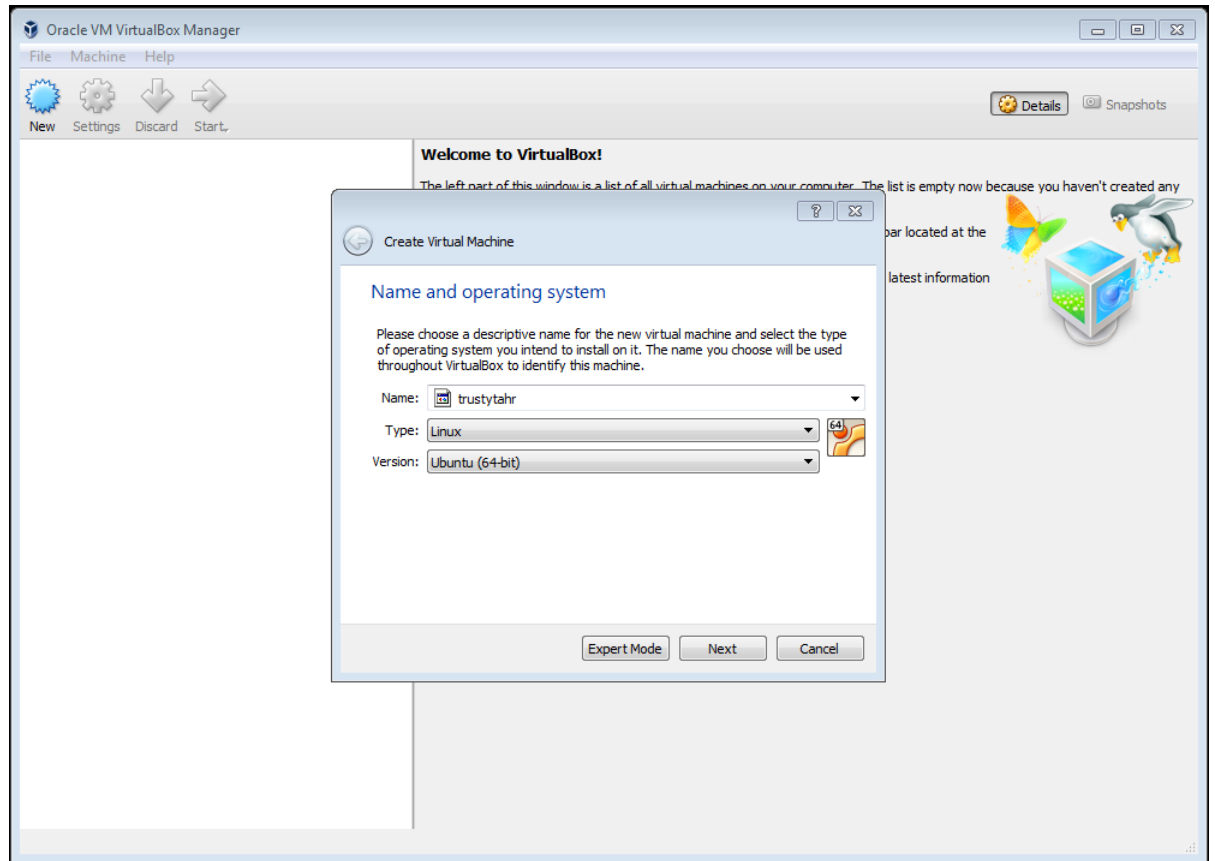 Oracle VM VirtualBox Manager
File Machine Help
New Settings Discard Start
Details Snapshots
Welcome to VirtualBox!
The left part of this window is a list of all virtual machines on your computer. The list is empty now because you haven't created any
bar located at the
latest information
Create Virtual Machine
Name and operating system
Please choose a descriptive name for the new virtual machine and select the type
of operating system you intend to install on it. The name you choose will be used
throughout VirtualBox to identify this machine.
Name: trustytahr
Type: Linux
64
Version: Ubuntu (64-bit)
Expert Mode Next Cancel